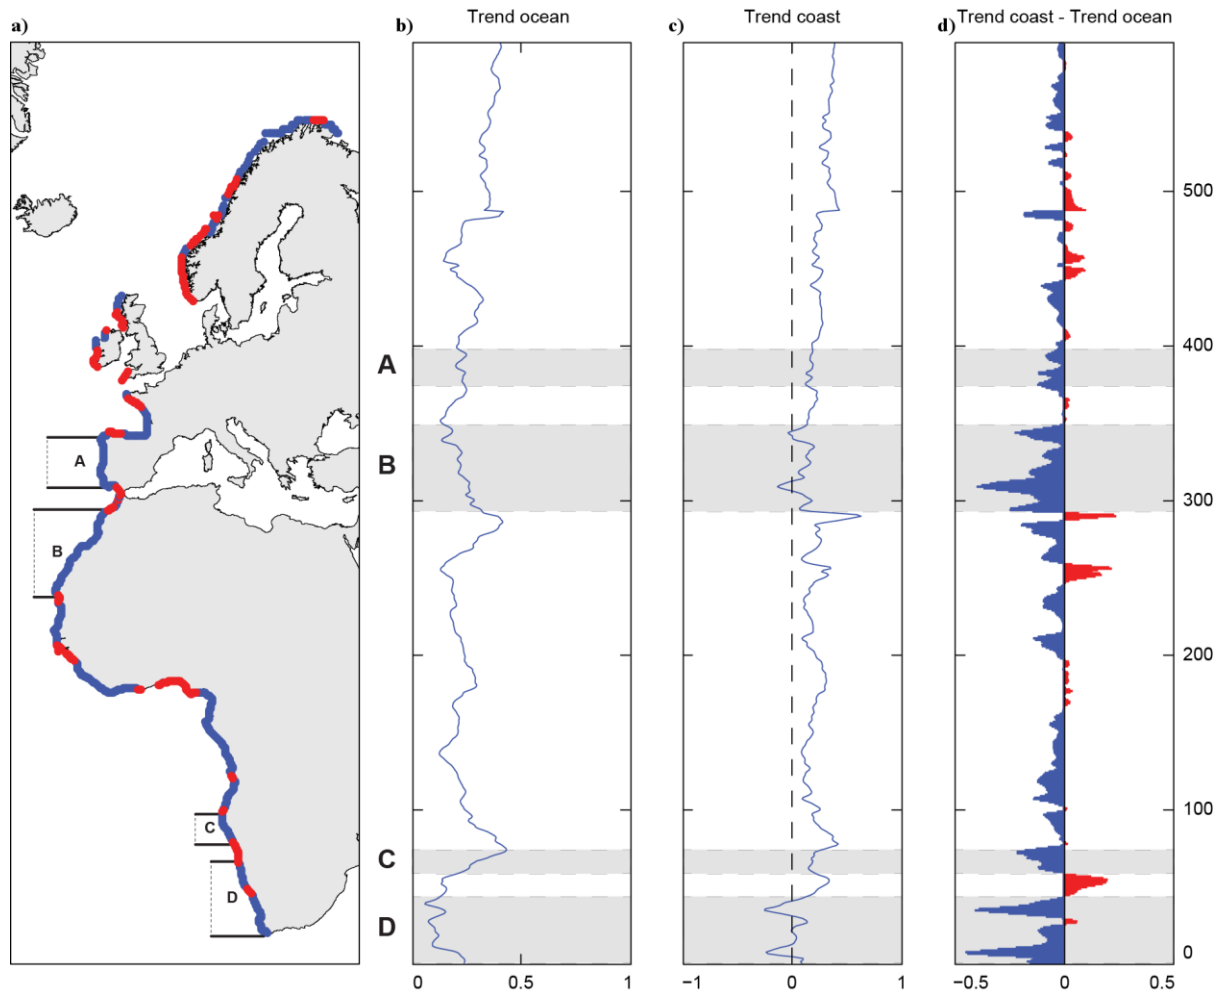 a)
b) Trend ocean
c) Trend coast
d) Trend coast - Trend ocean
500
400
A
A
B
300
B
200
100
C
C
D
D
0
0 0.5 1
−1 0 1
−0.5 0 0.5